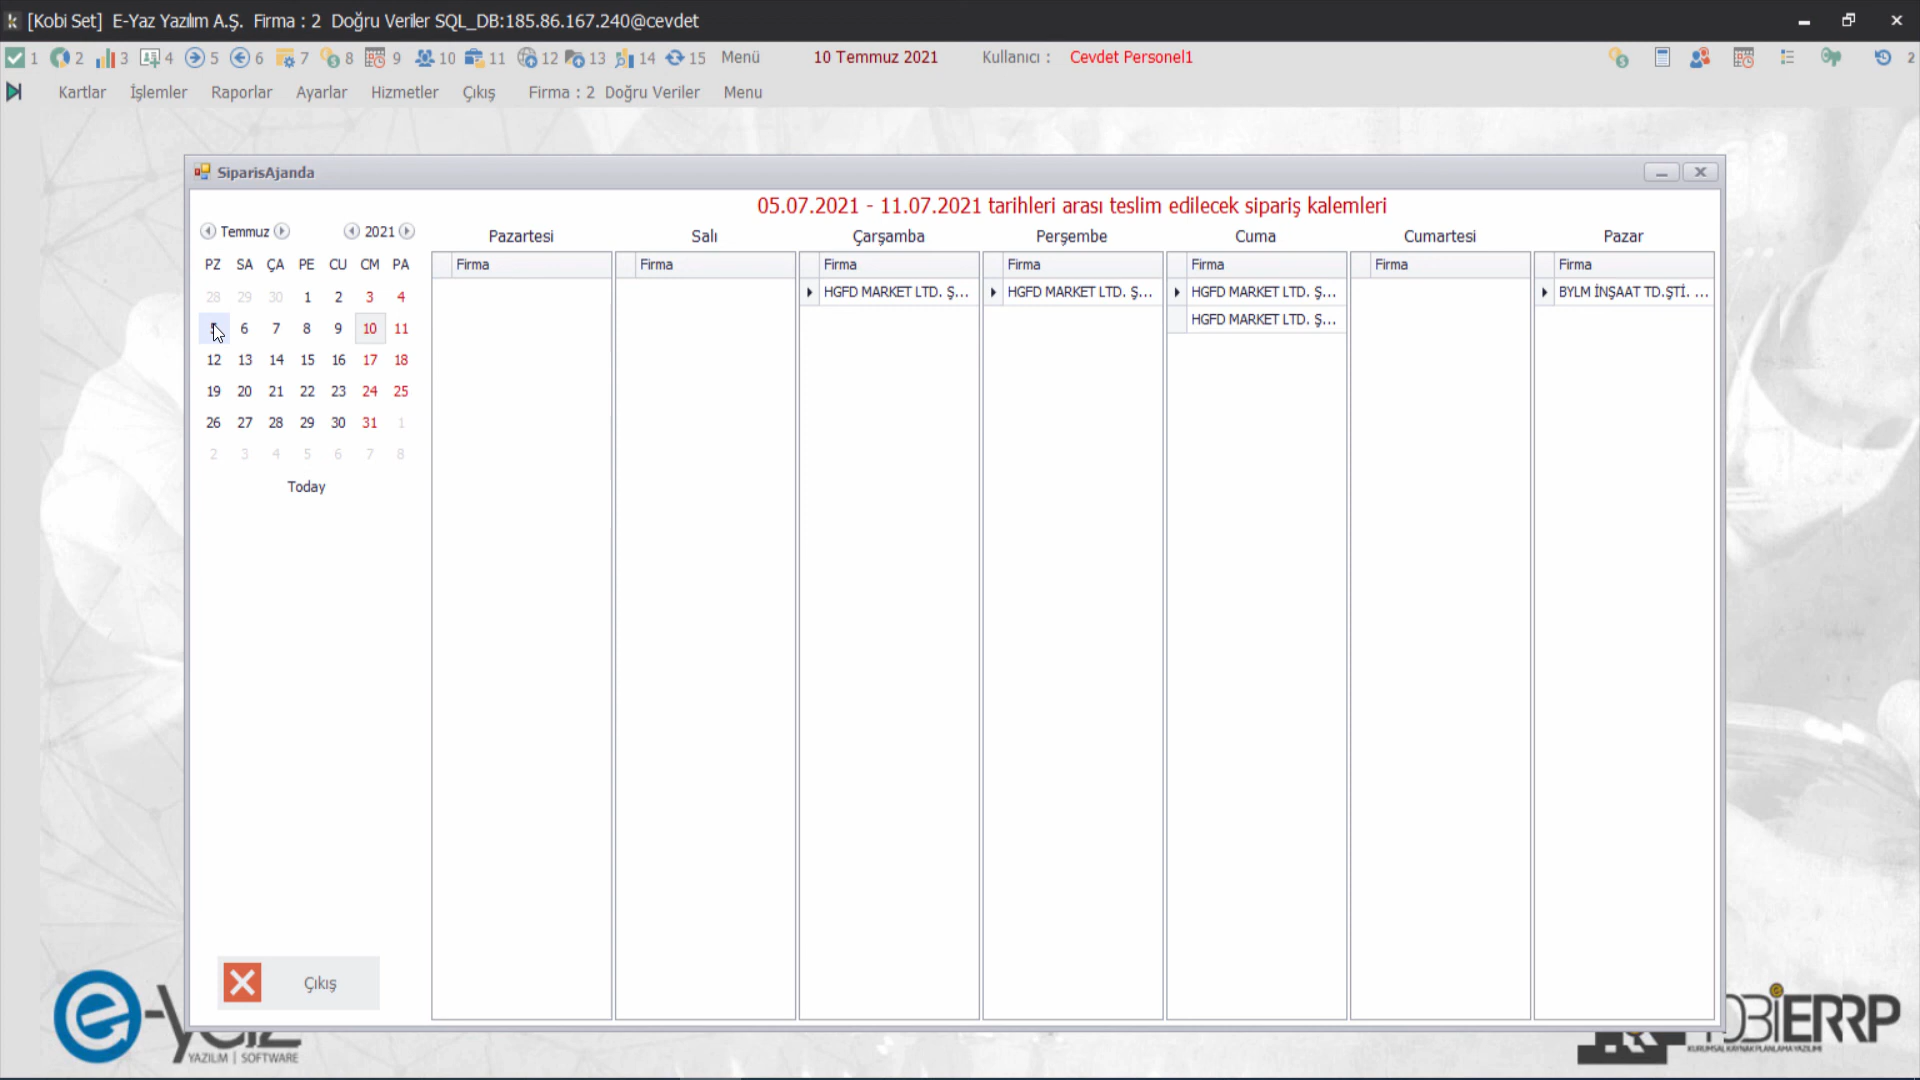 [Kobi Set] E-Yaz Yazılım A.Ş. Firma : 2 Doğru Veriler SQL_DB:185.86.167.240@cevdet
1 2 3 4 5 6 7 8 9 10 11 12 13 14 15 Menü 10 Temmuz 2021 Kullanıcı : Cevdet Personel1 2
Kartlar İşlemler Raporlar Ayarlar Hizmetler Çıkış Firma : 2 Doğru Veriler Menu
SiparisAjanda
05.07.2021 - 11.07.2021 tarihleri arası teslim edilecek sipariş kalemleri
Temmuz 2021
Pazartesi Salı Çarşamba Perşembe Cuma Cumartesi Pazar
PZ SA ÇA PE CU CM PA
Firma Firma Firma Firma Firma Firma Firma
28 29 30 1 2 3 4
HGFD MARKET LTD. Ş... HGFD MARKET LTD. Ş... HGFD MARKET LTD. Ş... BYLM İNŞAAT TD.ŞTİ. ...
HGFD MARKET LTD. Ş...
5 6 7 8 9 10 11
12 13 14 15 16 17 18
19 20 21 22 23 24 25
26 27 28 29 30 31 1
2 3 4 5 6 7 8
Today
Çıkış
YAZILM | SOFTWARE
KURUMSAL KAYNAK PLANLAMA YAZILIMI